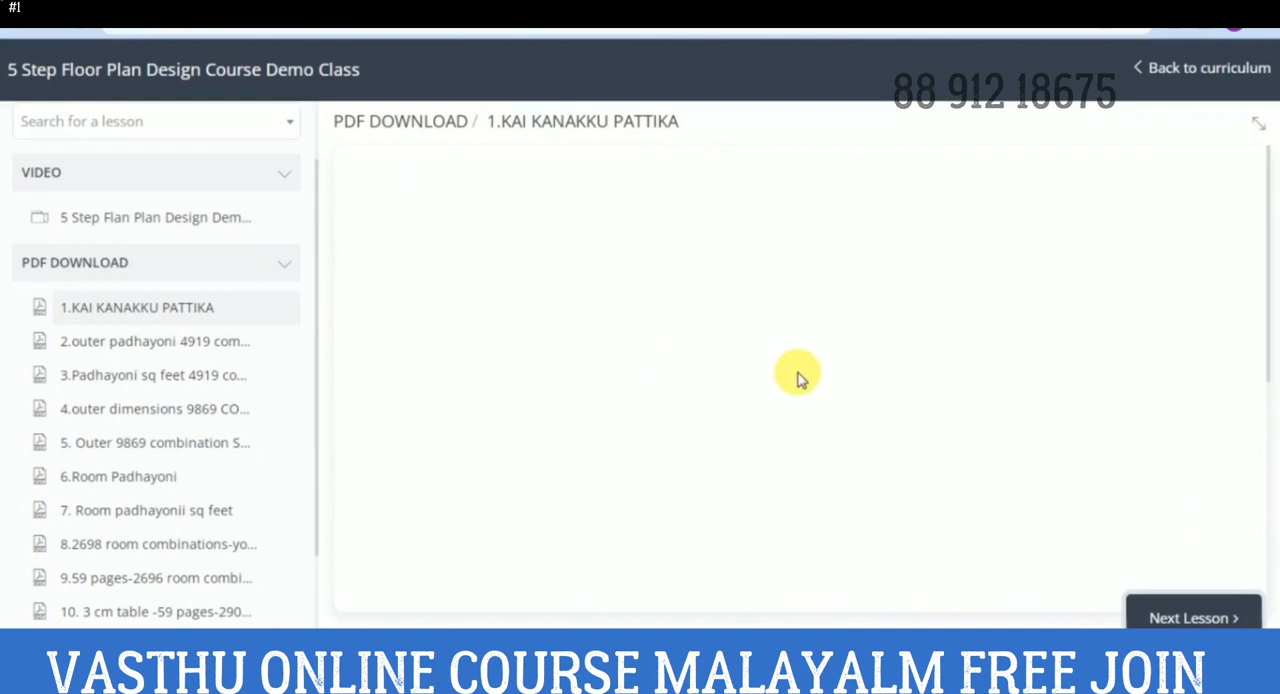 #1
5 Step Floor Plan Design Course Demo Class
Back to curriculum
88 912 18675
Search for a lesson
PDF DOWNLOAD / 1.KAI KANAKKU PATTIKA
VIDEO
5 Step Flan Plan Design Dem...
PDF DOWNLOAD
1.KAI KANAKKU PATTIKA
2.outer padhayoni 4919 com...
3.Padhayoni sq feet 4919 co...
4.outer dimensions 9869 CO...
5. Outer 9869 combination S...
6.Room Padhayoni
7. Room padhayonii sq feet
8.2698 room combinations-yo...
9.59 pages-2696 room combi...
10. 3 cm table -59 pages-290...
Next Lesson >
VASTHU ONLINE COURSE MALAYALM FREE JOIN